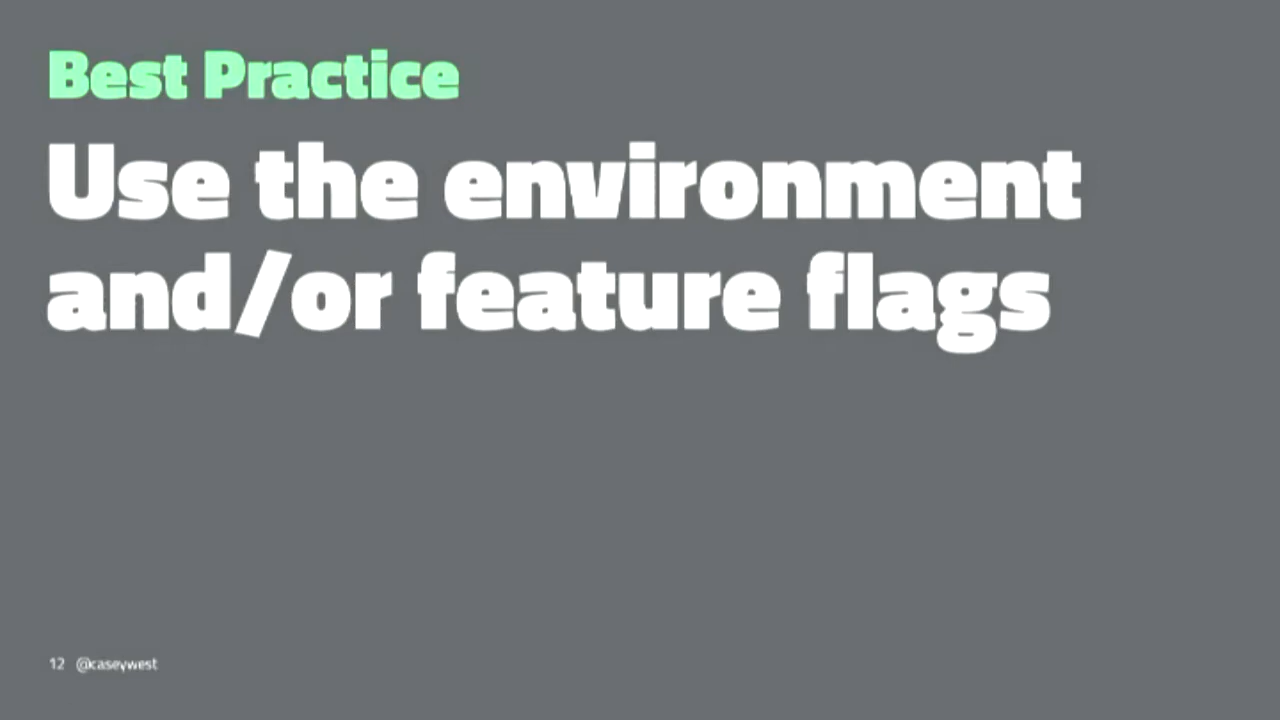 Best Practice
Use the environment
and/or feature flags
12 @caseywest